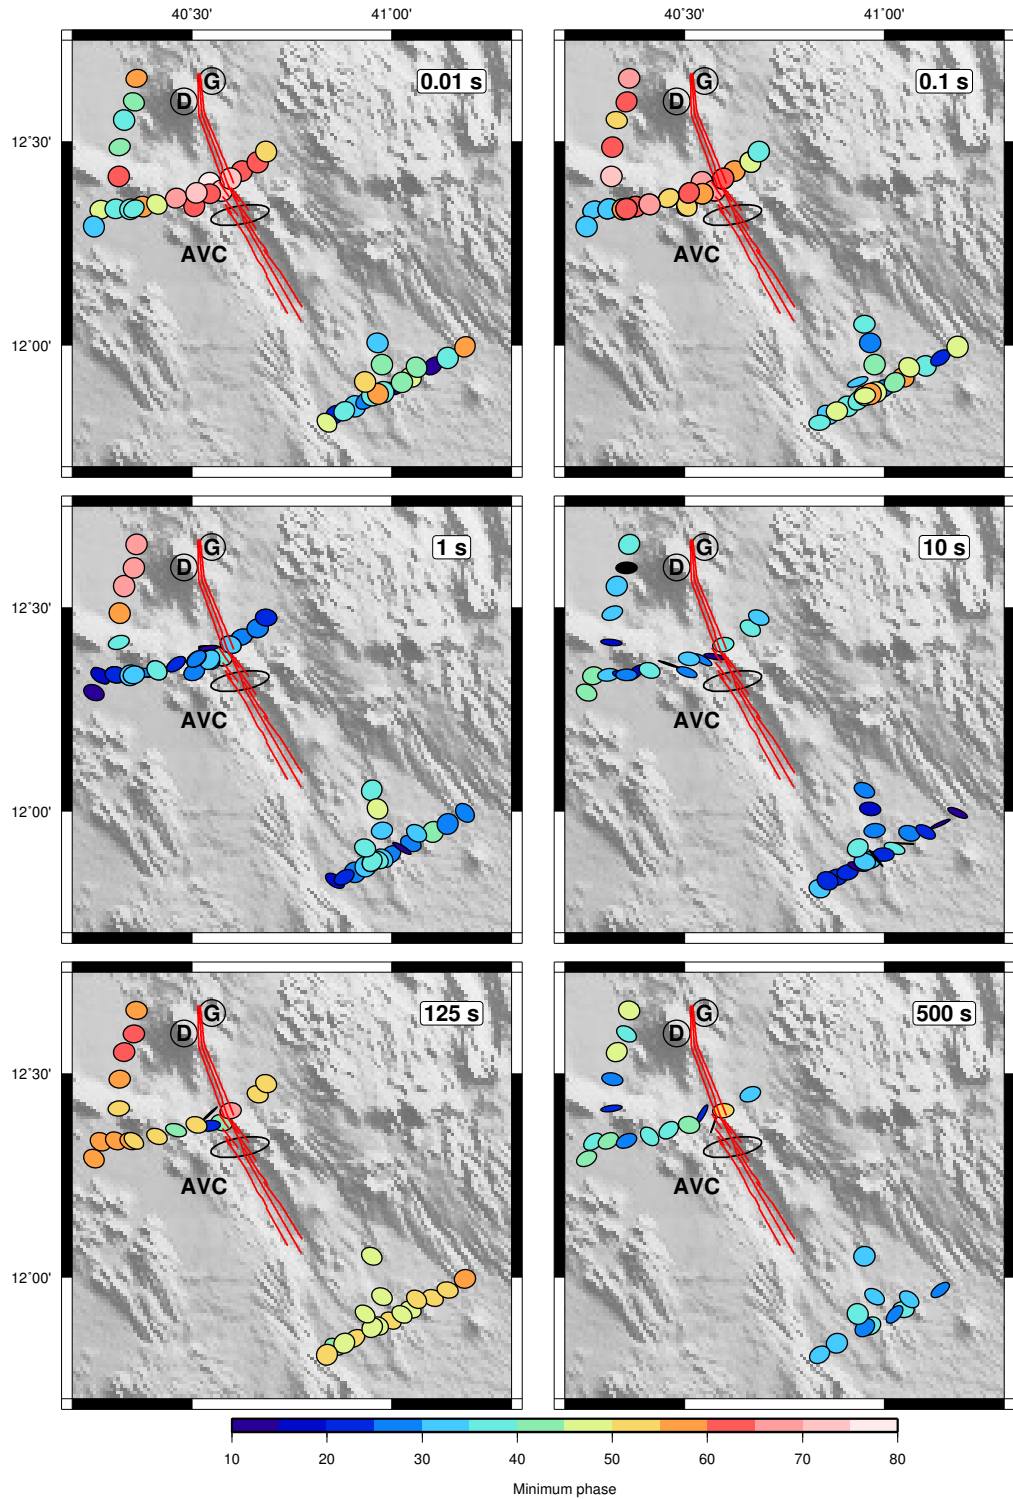 40˚30' 41˚00' 40˚30' 41˚00'
12˚30' G D 0.01 s AVC
G D 0.1 s AVC
12˚00'
12˚30' G D 1 s AVC
G D 10 s AVC
12˚00'
12˚30' G D 125 s AVC
G D 500 s AVC
12˚00'
10 20 30 40 50 60 70 80
Minimum phase